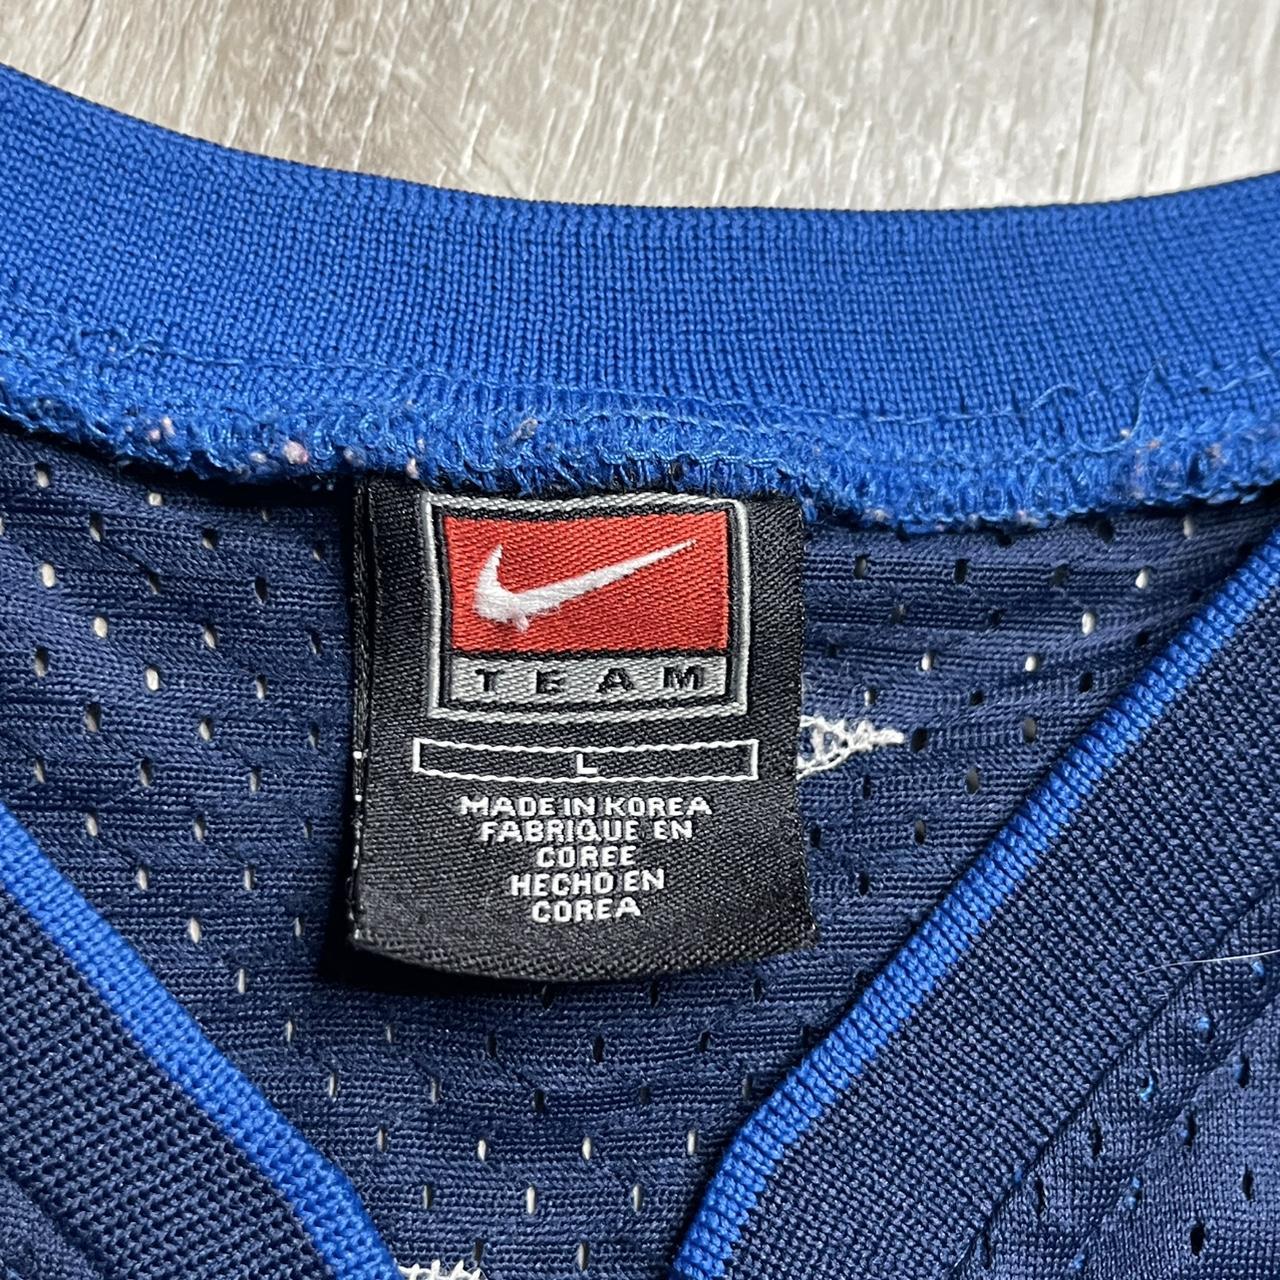 TEAM
L
MADE IN KOREA
FABRIQUE EN
COREE
HECHO EN
COREA